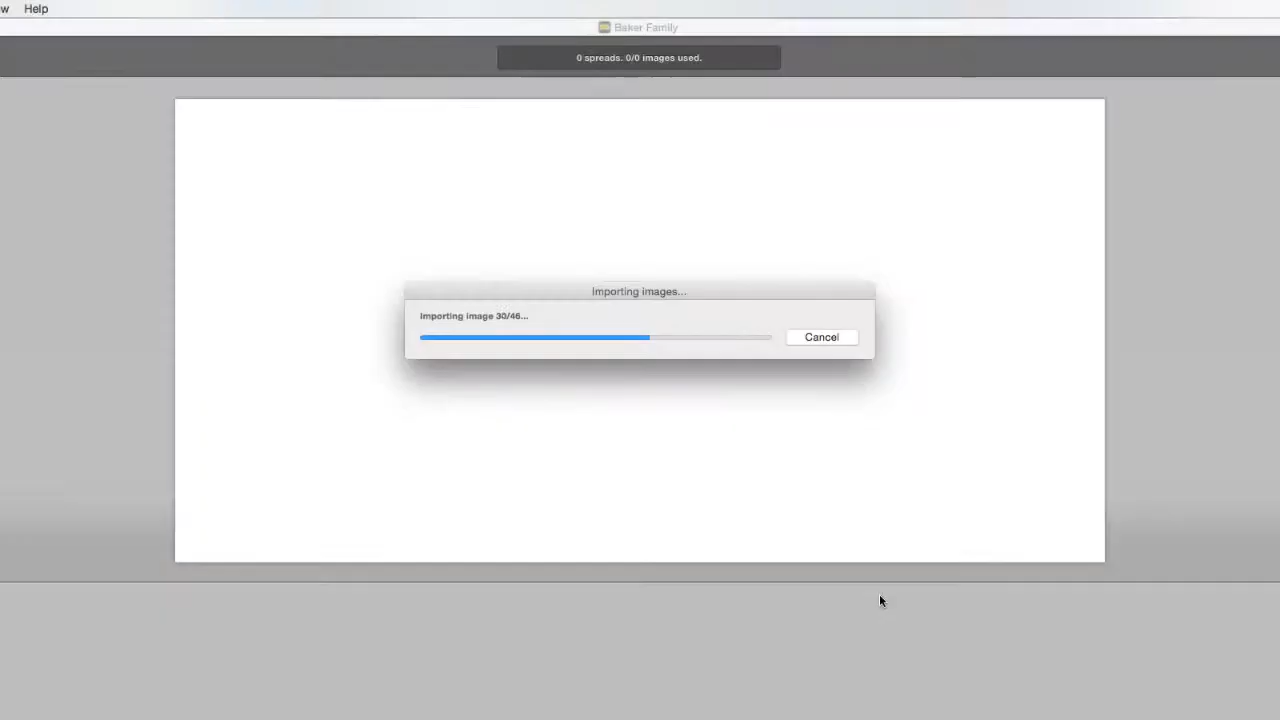 w Help
Baker Family
0 spreads. 0/0 images used.
Importing images...
Importing image 30/46...
Cancel